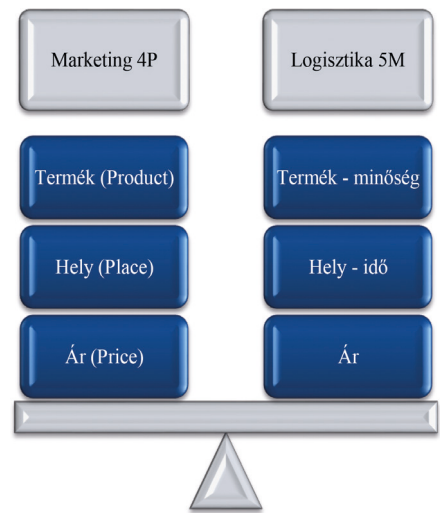 Marketing 4P
Logisztika 5M
Termék (Product)
Termék - minőség
Hely (Place)
Hely - idő
Ár (Price)
Ár